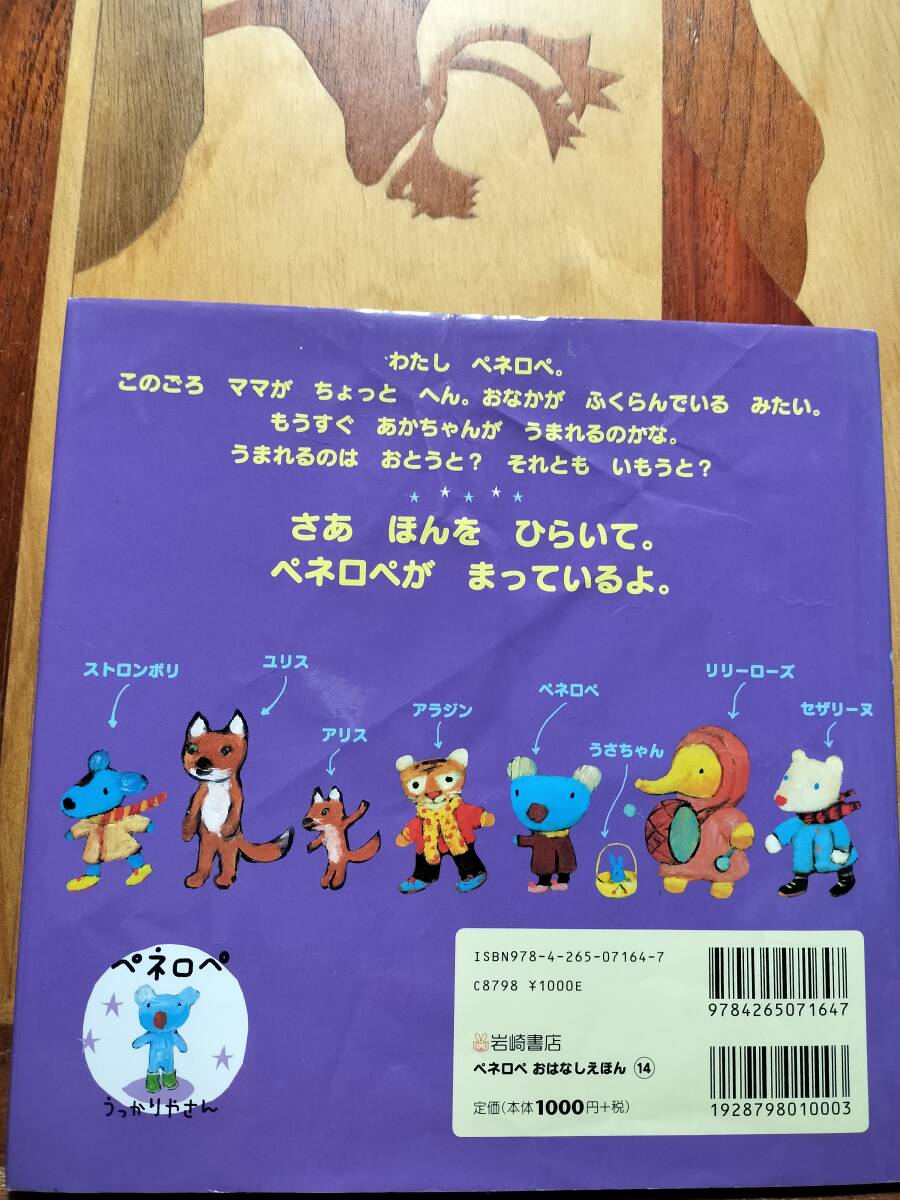 わたし　ペネロペ。
このごろ　ママが　ちょっと　へん。おなかが　ふくらんでいる　みたい。
もうすぐ　あかちゃんが　うまれるのかな。
うまれるのは　おとうと？　それとも　いもうと？
さあ　ほんを　ひらいて。
ペネロペが　まっているよ。
ストロンボリ
ユリス
アリス
アラジン
ペネロペ
うさちゃん
リリーローズ
セザリーヌ
ペネロペ
うっかりやさん
ISBN978-4-265-07164-7
C8798 ¥1000E
岩崎書店
ペネロペ おはなしえほん ⑭
定価(本体1000円+税)
9784265071647
1928798010003